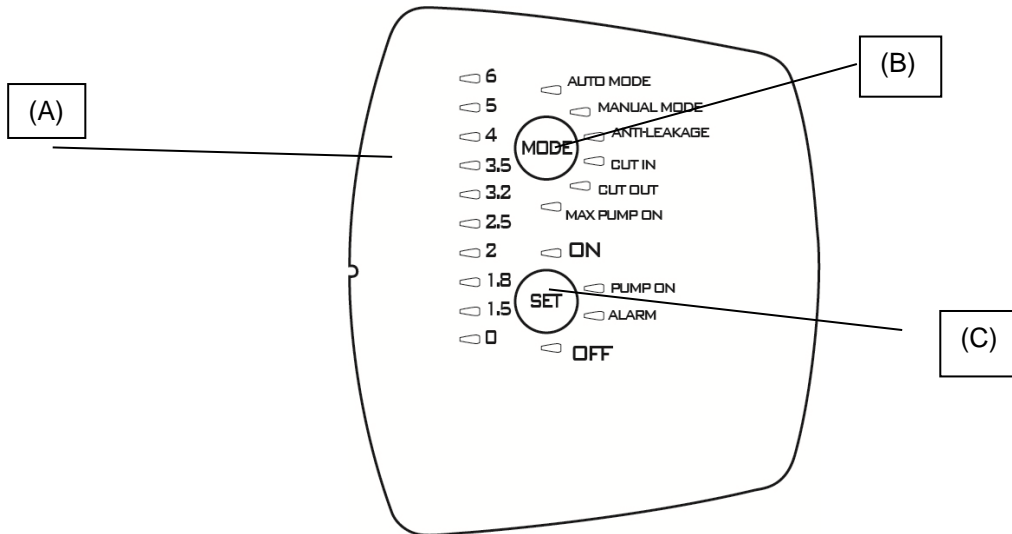 (A)
(B)
(C)
6
5
4
3.5
3.2
2.5
2
1.8
1.5
0
AUTO MODE
MANUAL MODE
ANTI-LEAKAGE
CUT IN
CUT OUT
MAX PUMP ON
MODE
ON
PUMP ON
SET
ALARM
OFF